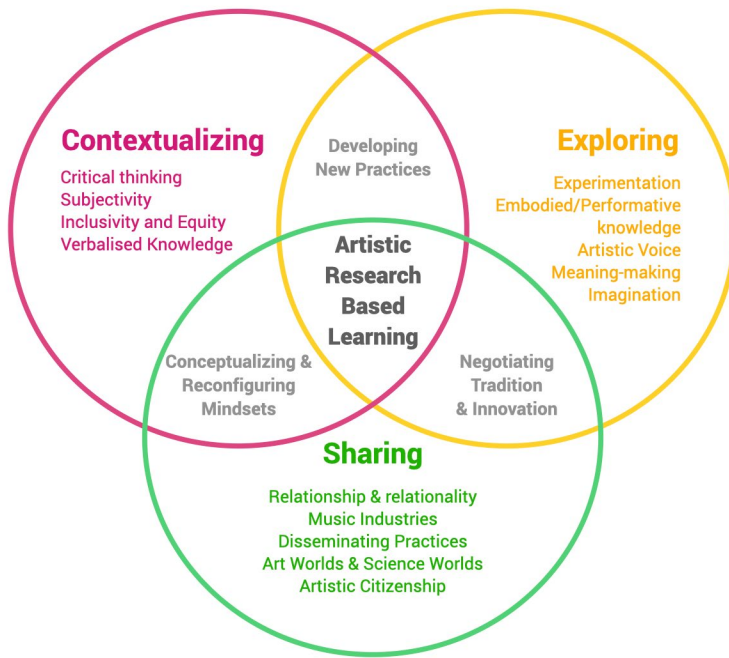 Contextualizing
Critical thinking
Subjectivity
Inclusivity and Equity
Verbalised Knowledge
Developing
New Practices
Exploring
Experimentation
Embodied/Performative
knowledge
Artistic Voice
Meaning-making
Imagination
Artistic
Research
Based
Learning
Conceptualizing &
Reconfiguring
Mindsets
Negotiating
Tradition
& Innovation
Sharing
Relationship & relationality
Music Industries
Disseminating Practices
Art Worlds & Science Worlds
Artistic Citizenship